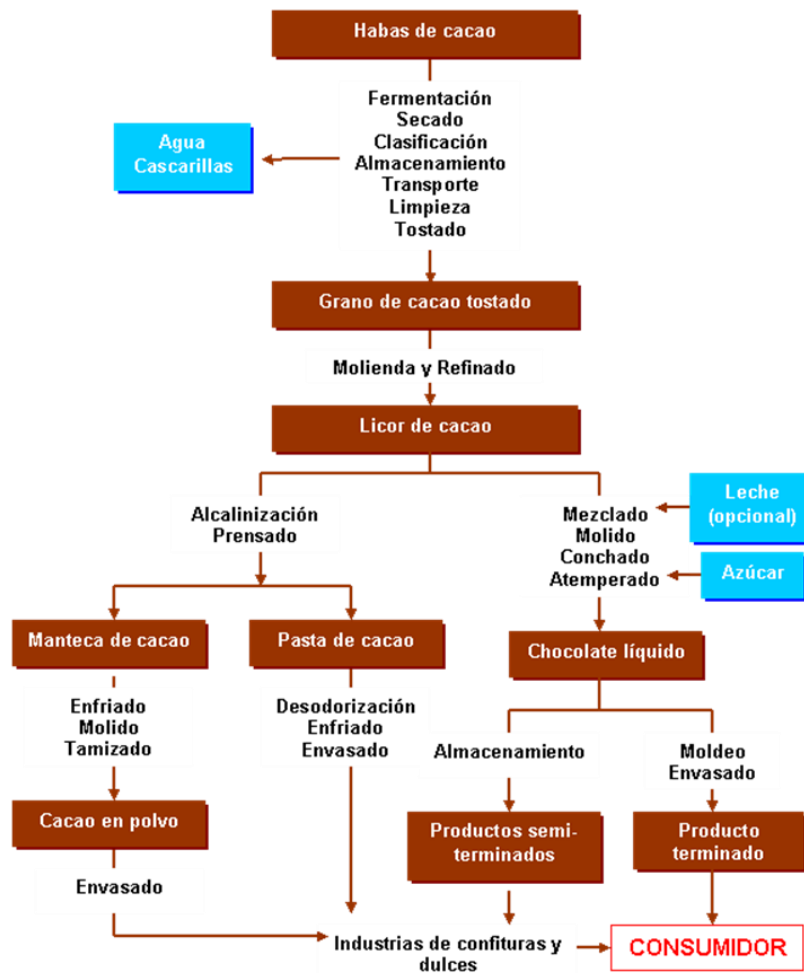 Habas de cacao
Fermentación
Secado
Clasificación
Almacenamiento
Transporte
Limpieza
Tostado
Agua
Cascarillas
Grano de cacao tostado
Molienda y Refinado
Licor de cacao
Alcalinización
Prensado
Mezclado
Molido
Conchado
Atemperado
Leche
(opcional)
Azúcar
Manteca de cacao
Pasta de cacao
Chocolate líquido
Enfriado
Molido
Tamizado
Desodorización
Enfriado
Envasado
Almacenamiento
Moldeo
Envasado
Cacao en polvo
Productos semi-
terminados
Producto
terminado
Envasado
Industrias de confituras y
dulces
CONSUMIDOR